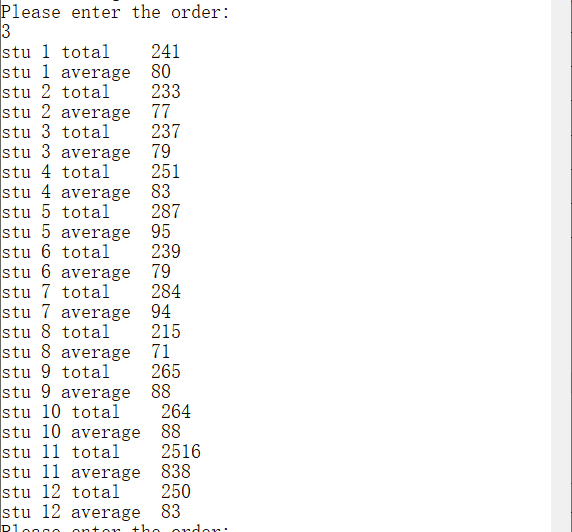 Please enter the order:
3
stu 1 total    241
stu 1 average  80
stu 2 total    233
stu 2 average  77
stu 3 total    237
stu 3 average  79
stu 4 total    251
stu 4 average  83
stu 5 total    287
stu 5 average  95
stu 6 total    239
stu 6 average  79
stu 7 total    284
stu 7 average  94
stu 8 total    215
stu 8 average  71
stu 9 total    265
stu 9 average  88
stu 10 total    264
stu 10 average  88
stu 11 total    2516
stu 11 average  838
stu 12 total    250
stu 12 average  83
Please enter the order: